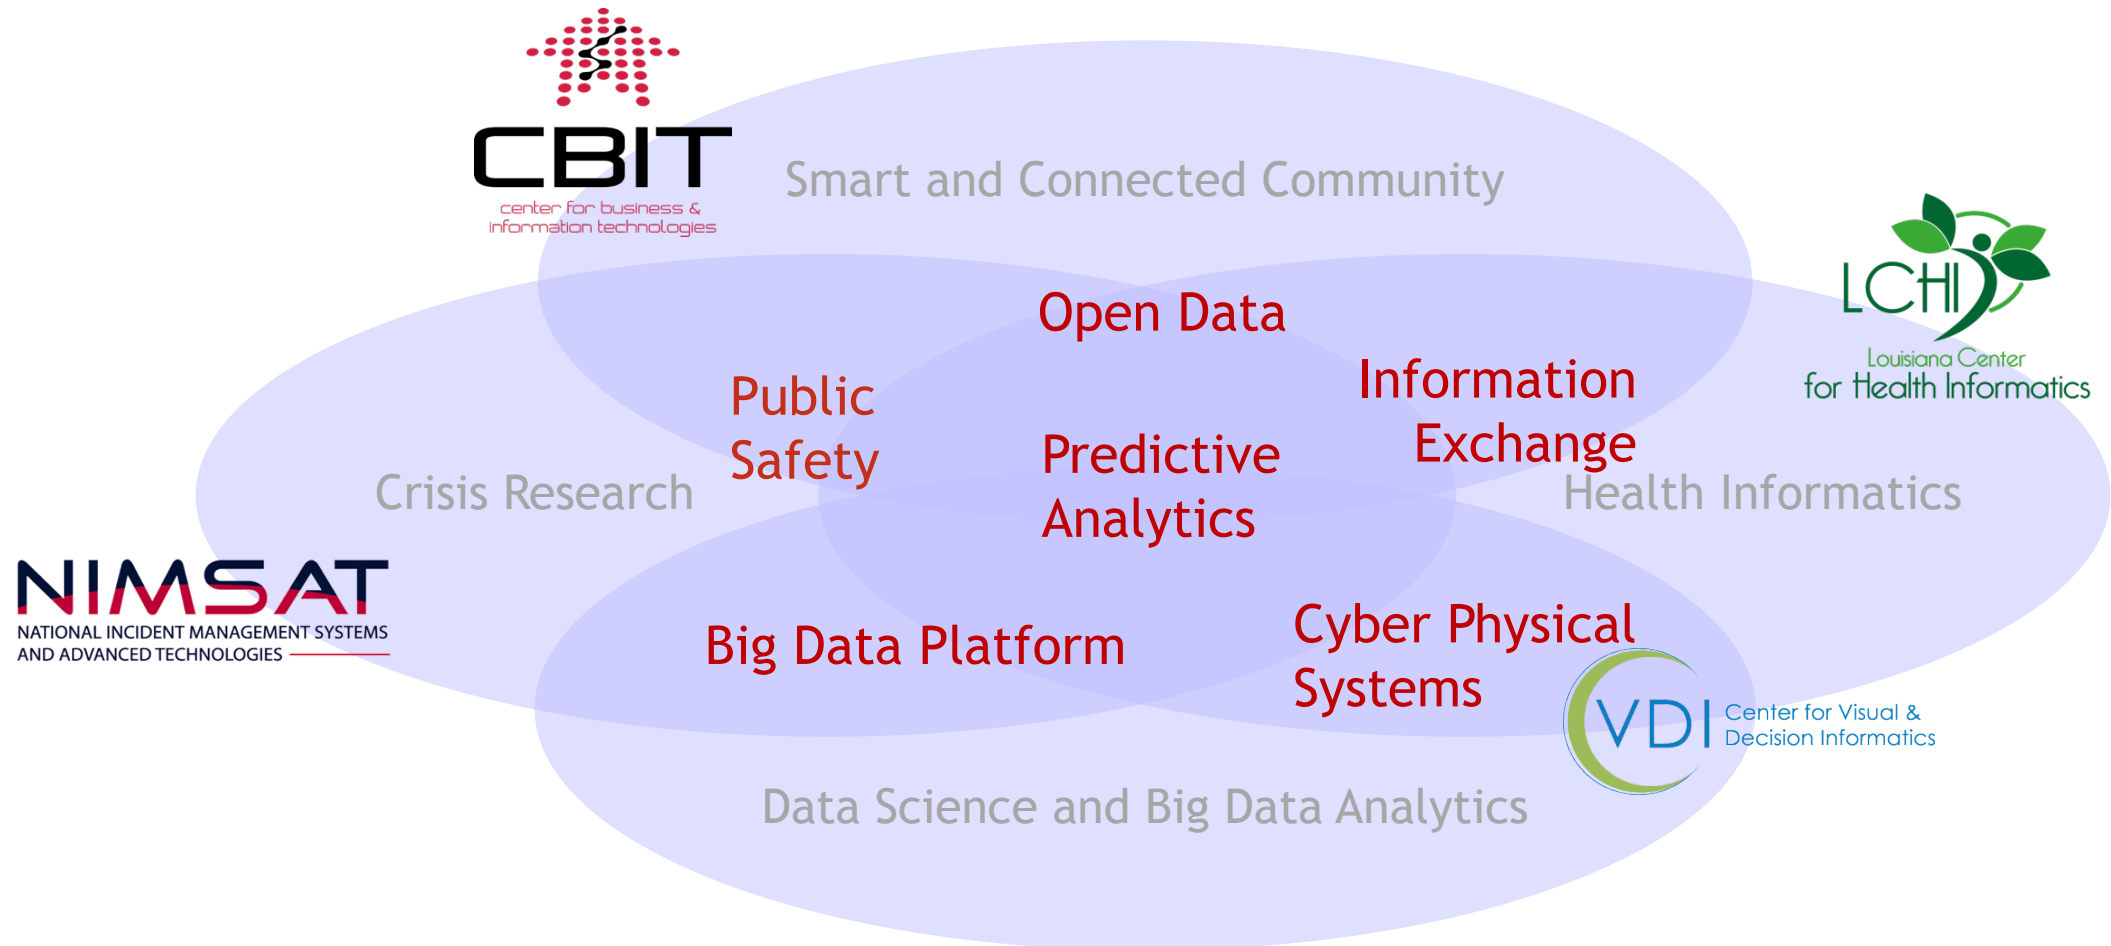 CBIT
center for business &
information technologies
Smart and Connected Community
LCHI
Louisiana Center
for Health Informatics
Open Data
Information
Exchange
Public
Safety
Predictive
Analytics
Crisis Research
Health Informatics
NIMSAT
NATIONAL INCIDENT MANAGEMENT SYSTEMS
AND ADVANCED TECHNOLOGIES
Big Data Platform
Cyber Physical
Systems
CVDI
Center for Visual &
Decision Informatics
Data Science and Big Data Analytics